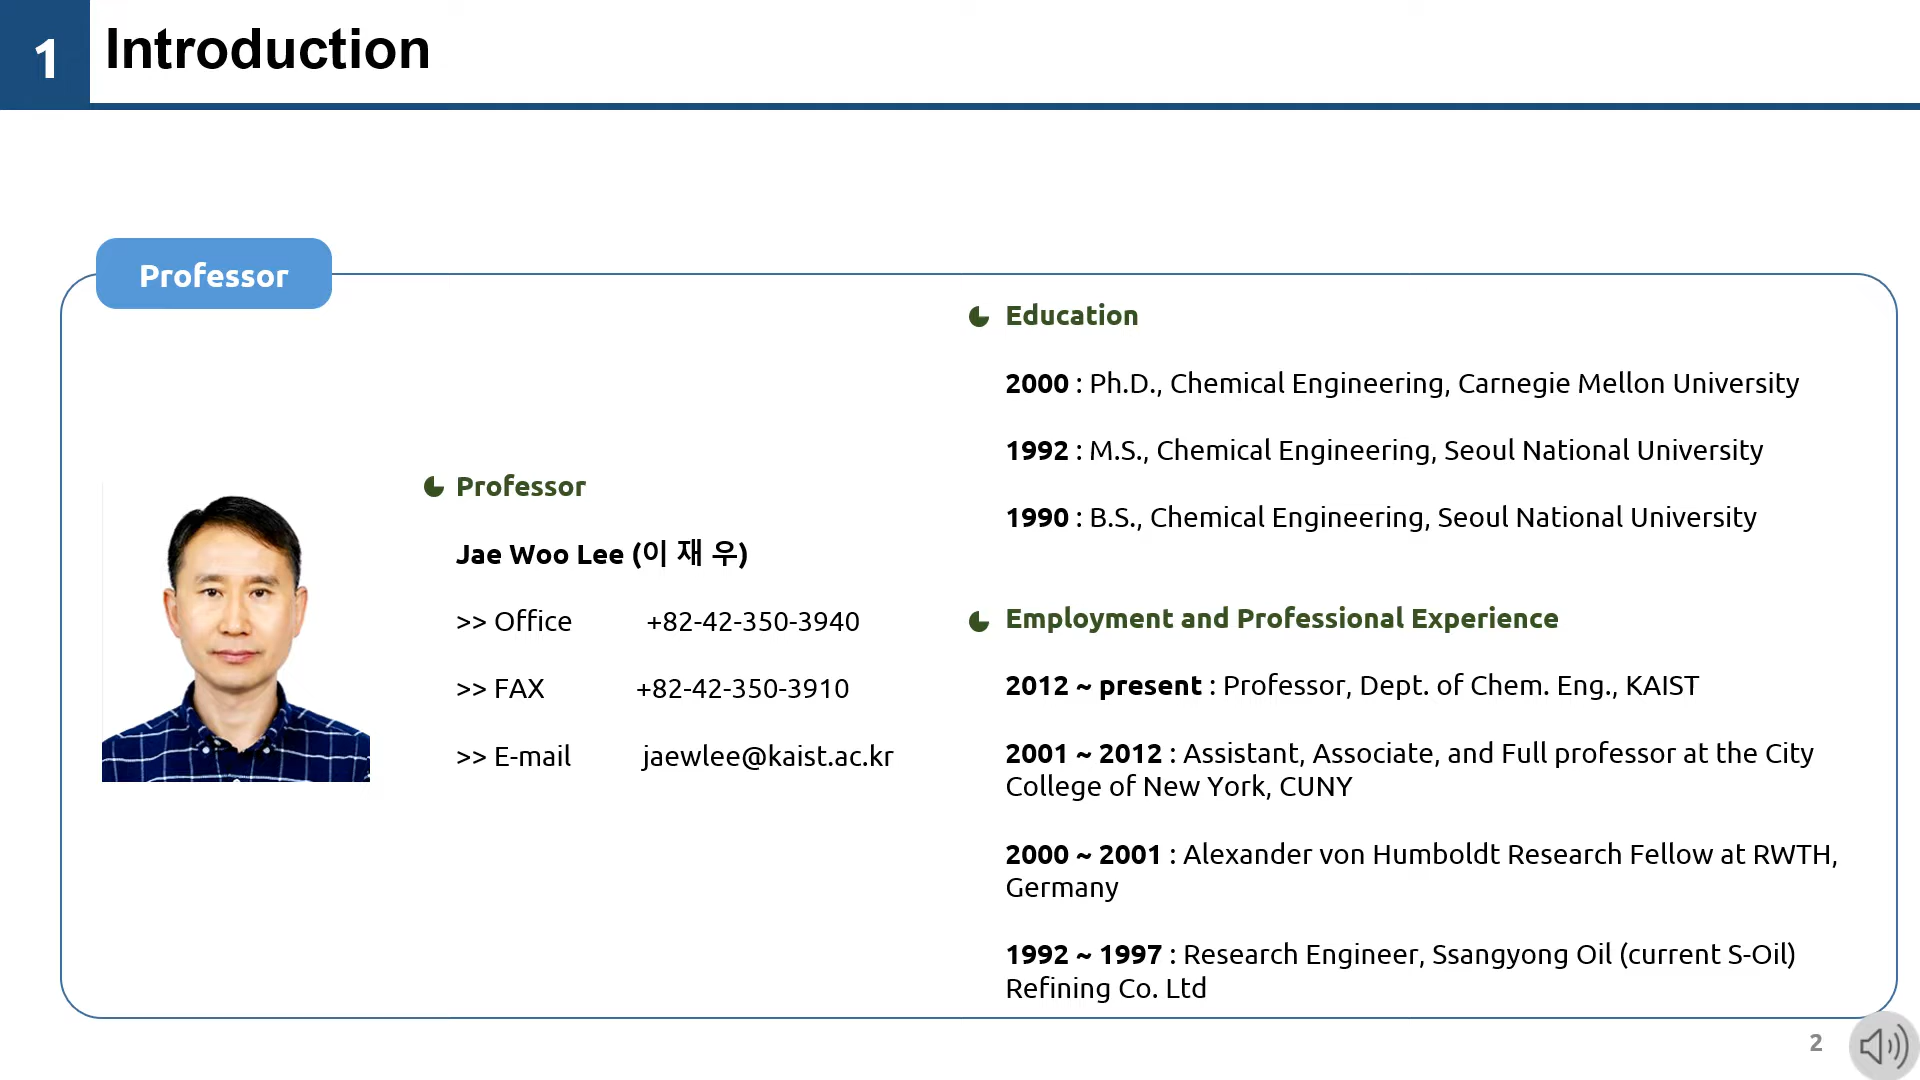 1
Introduction
Professor
Professor
Jae Woo Lee (이 재 우)
>> Office +82-42-350-3940
>> FAX +82-42-350-3910
>> E-mail jaewlee@kaist.ac.kr
Education
2000 : Ph.D., Chemical Engineering, Carnegie Mellon University
1992 : M.S., Chemical Engineering, Seoul National University
1990 : B.S., Chemical Engineering, Seoul National University
Employment and Professional Experience
2012 ~ present : Professor, Dept. of Chem. Eng., KAIST
2001 ~ 2012 : Assistant, Associate, and Full professor at the City
College of New York, CUNY
2000 ~ 2001 : Alexander von Humboldt Research Fellow at RWTH,
Germany
1992 ~ 1997 : Research Engineer, Ssangyong Oil (current S-Oil)
Refining Co. Ltd
2